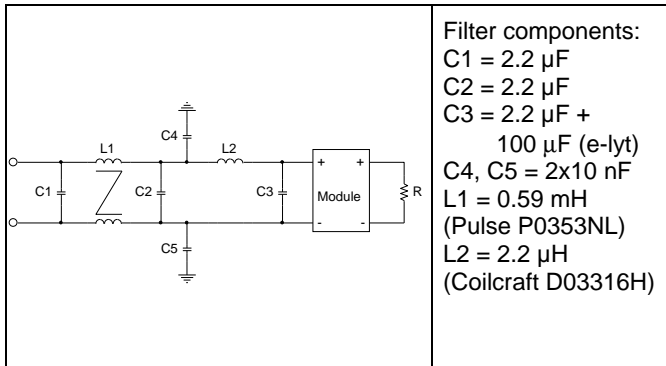 C4
L1
L2
C1
C2
C3
+
+
Module
R
-
-
C5
Filter components:
C1 = 2.2 µF
C2 = 2.2 µF
C3 = 2.2 µF +
100 µF (e-lyt)
C4, C5 = 2x10 nF
L1 = 0.59 mH
(Pulse P0353NL)
L2 = 2.2 µH
(Coilcraft D03316H)